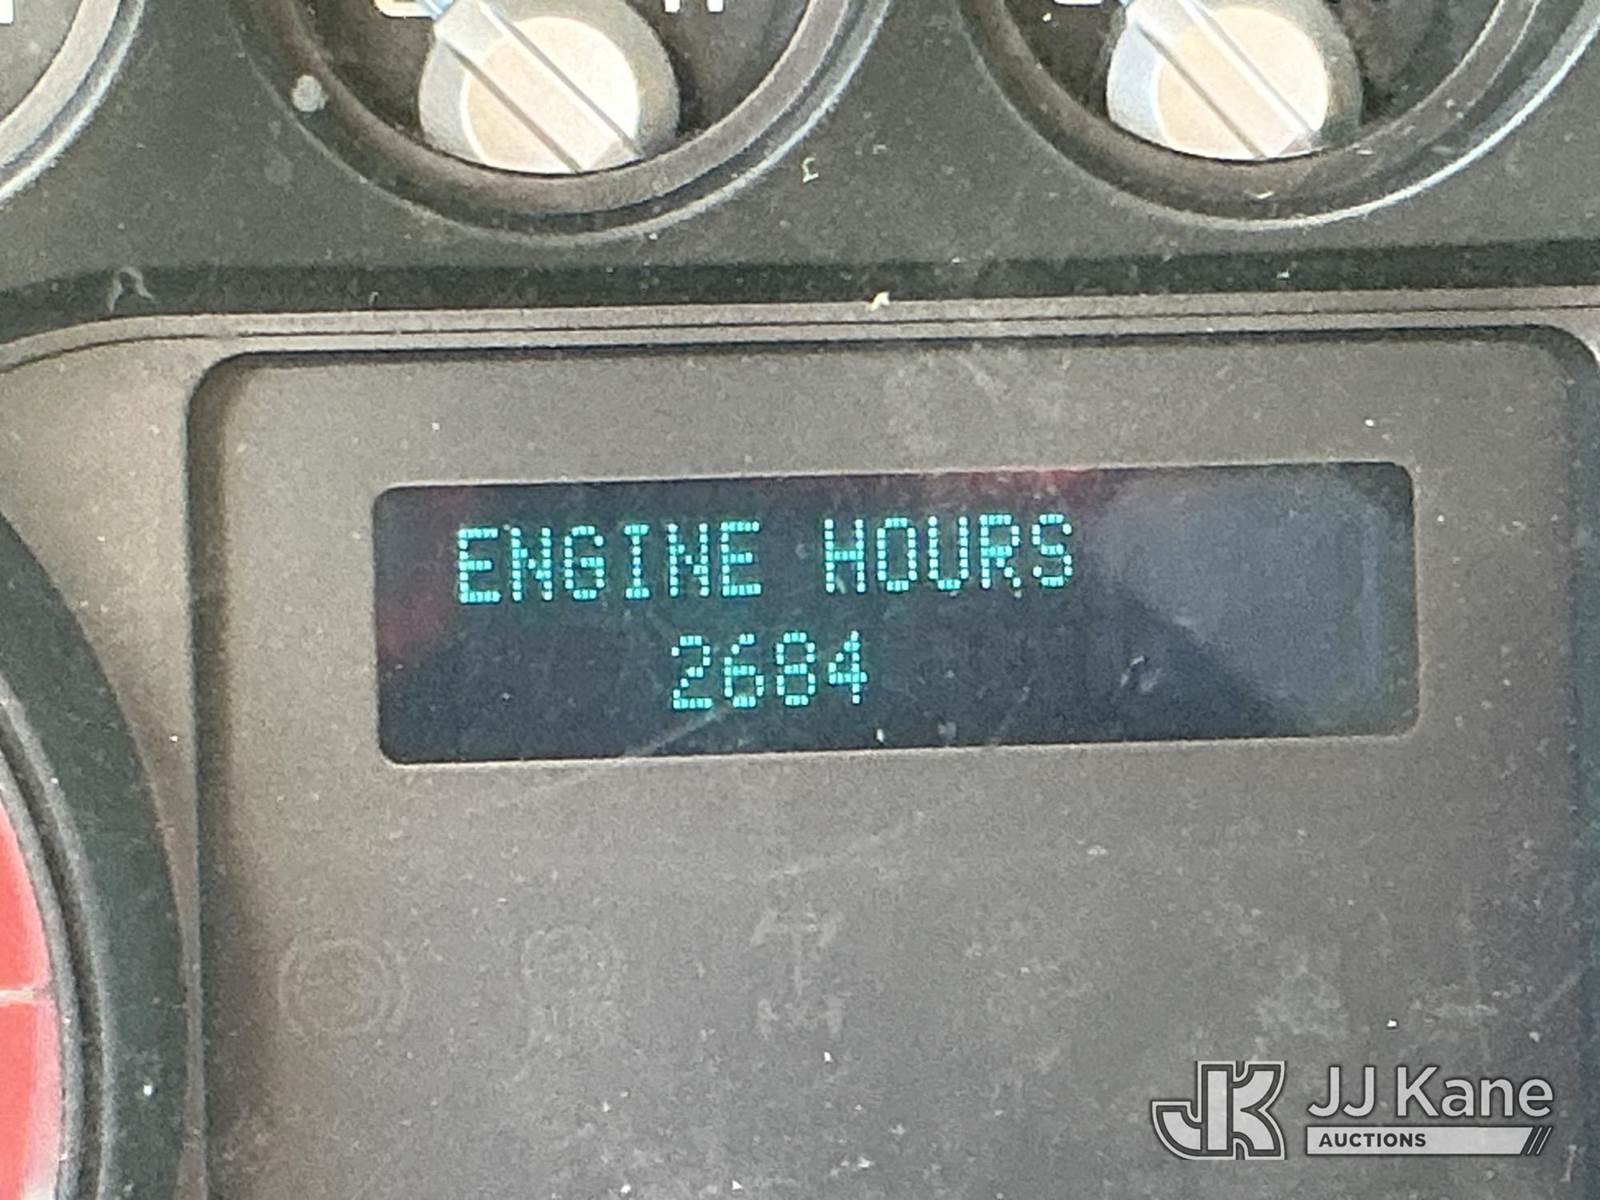 ENGINE HOURS
2684
JJ Kane
AUCTIONS